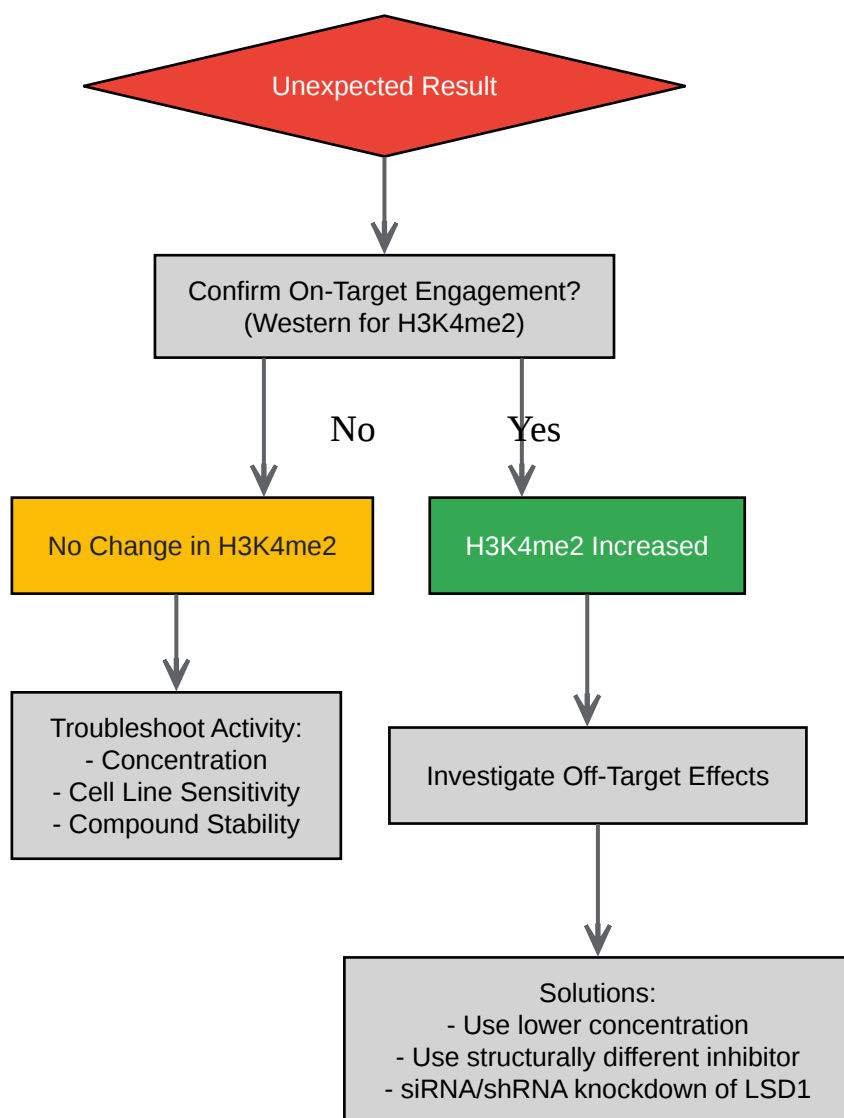 Unexpected Result
Confirm On-Target Engagement?
(Western for H3K4me2)
No
Yes
No Change in H3K4me2
H3K4me2 Increased
Troubleshoot Activity:
- Concentration
- Cell Line Sensitivity
- Compound Stability
Investigate Off-Target Effects
Solutions:
- Use lower concentration
- Use structurally different inhibitor
- siRNA/shRNA knockdown of LSD1